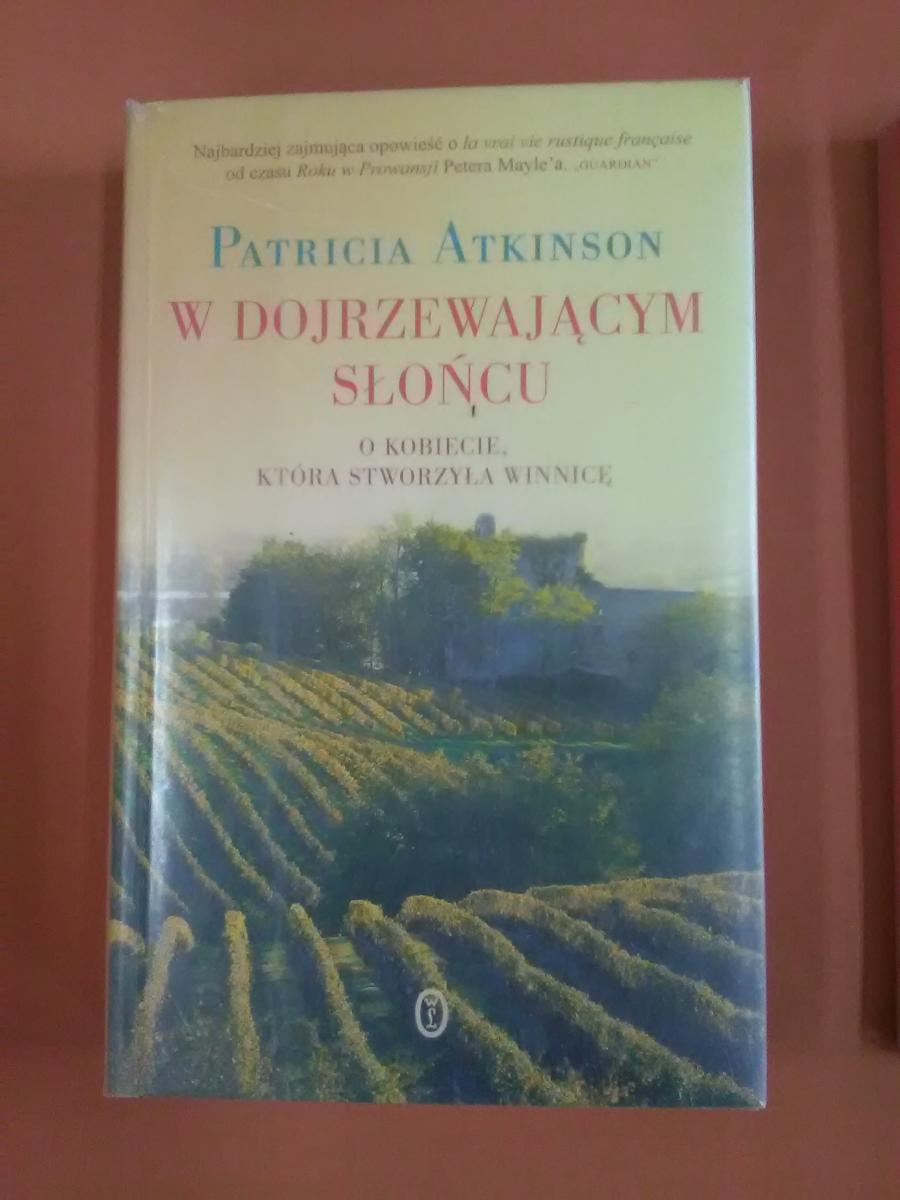 Najbardziej zajmująca opowieść o la vrai vie rustique française
od czasu Roku w Prowansji Petera Mayle'a. „GUARDIAN"
PATRICIA ATKINSON
W DOJRZEWAJĄCYM
SŁOŃCU
O KOBIECIE,
KTÓRA STWORZYŁA WINNICĘ
WL